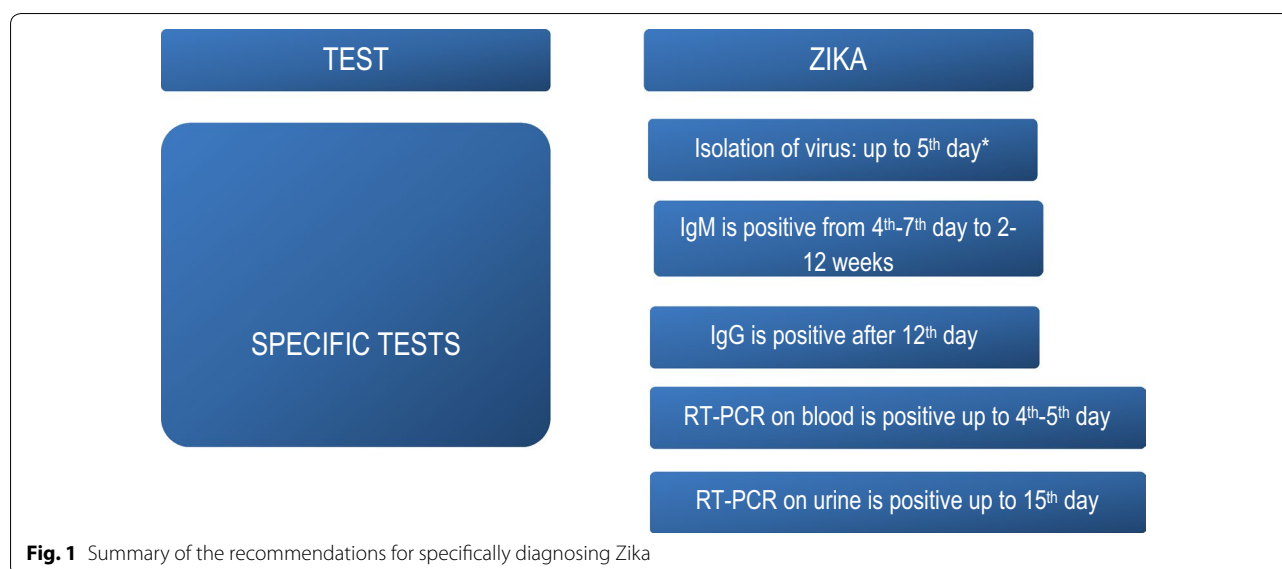 TEST
ZIKA
SPECIFIC TESTS
Isolation of virus: up to 5th day*
IgM is positive from 4th-7th day to 2-
12 weeks
IgG is positive after 12th day
RT-PCR on blood is positive up to 4th-5th day
RT-PCR on urine is positive up to 15th day
Fig. 1 Summary of the recommendations for specifically diagnosing Zika